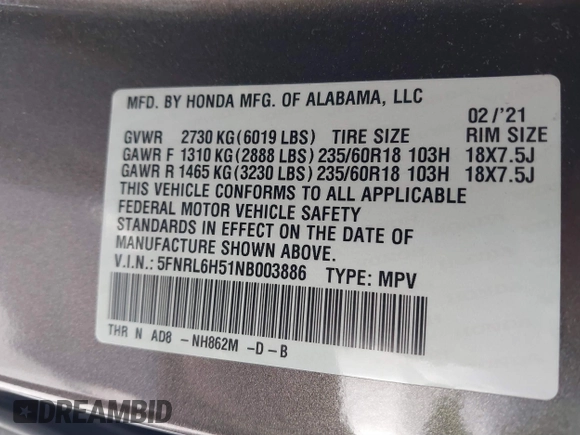 MFD. BY HONDA MFG. OF ALABAMA, LLC
02/'21
GVWR 2730 KG(6019 LBS) TIRE SIZE RIM SIZE
GAWR F 1310 KG(2888 LBS)235/60R18 103H 18X7.5J
GAWR R 1465 KG(3230 LBS)235/60R18 103H 18X7.5J
THIS VEHICLE CONFORMS TO ALL APPLICABLE
FEDERAL MOTOR VEHICLE SAFETY
STANDARDS IN EFFECT ON THE DATE OF
MANUFACTURE SHOWN ABOVE.
V.I.N.: 5FNRL6H51NB003886 TYPE: MPV
THR N AD8 -NH862M -D-B
DREAMBID